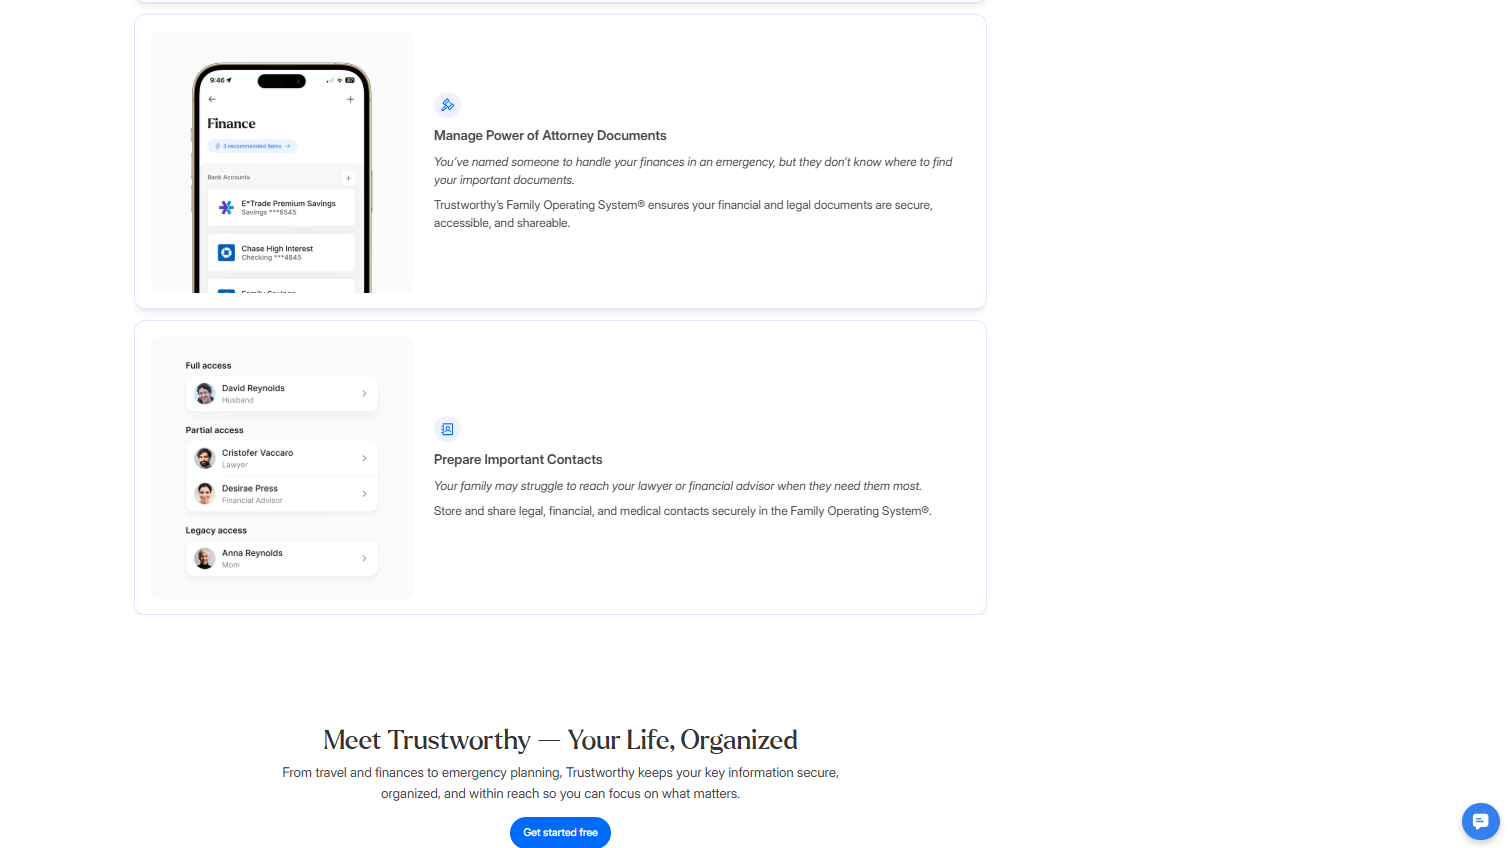 9:46
87
Finance
3 recommended items
Bank Accounts
E*Trade Premium Savings
Savings ***6545
Chase High Interest
Checking ***4845
Manage Power of Attorney Documents
You’ve named someone to handle your finances in an emergency, but they don’t know where to find
your important documents.
Trustworthy’s Family Operating System® ensures your financial and legal documents are secure,
accessible, and shareable.
Full access
David Reynolds
Husband
Partial access
Cristofer Vaccaro
Lawyer
Desirae Press
Financial Advisor
Legacy access
Anna Reynolds
Mom
Prepare Important Contacts
Your family may struggle to reach your lawyer or financial advisor when they need them most.
Store and share legal, financial, and medical contacts securely in the Family Operating System®.
Meet Trustworthy — Your Life, Organized
From travel and finances to emergency planning, Trustworthy keeps your key information secure,
organized, and within reach so you can focus on what matters.
Get started free